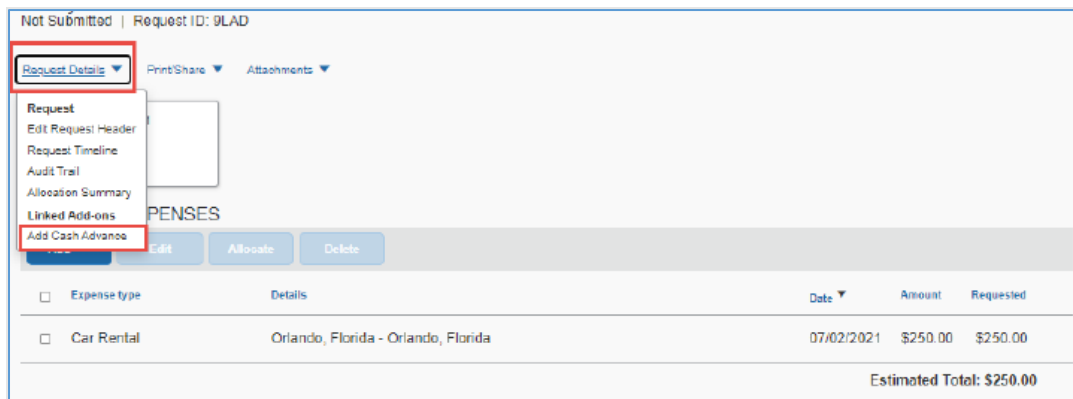 Not Submitted | Request ID: 9LAD
Request Details Print/Share Attachments
Request
Edit Request Header
Request Timeline
Audit Trail
Allocation Summary
Linked Add-ons
PENSES
Add Cash Advance
Edit Allocate Delete
Expense type Details Date Amount Requested
Car Rental Orlando, Florida - Orlando, Florida 07/02/2021 $250.00 $250.00
Estimated Total: $250.00